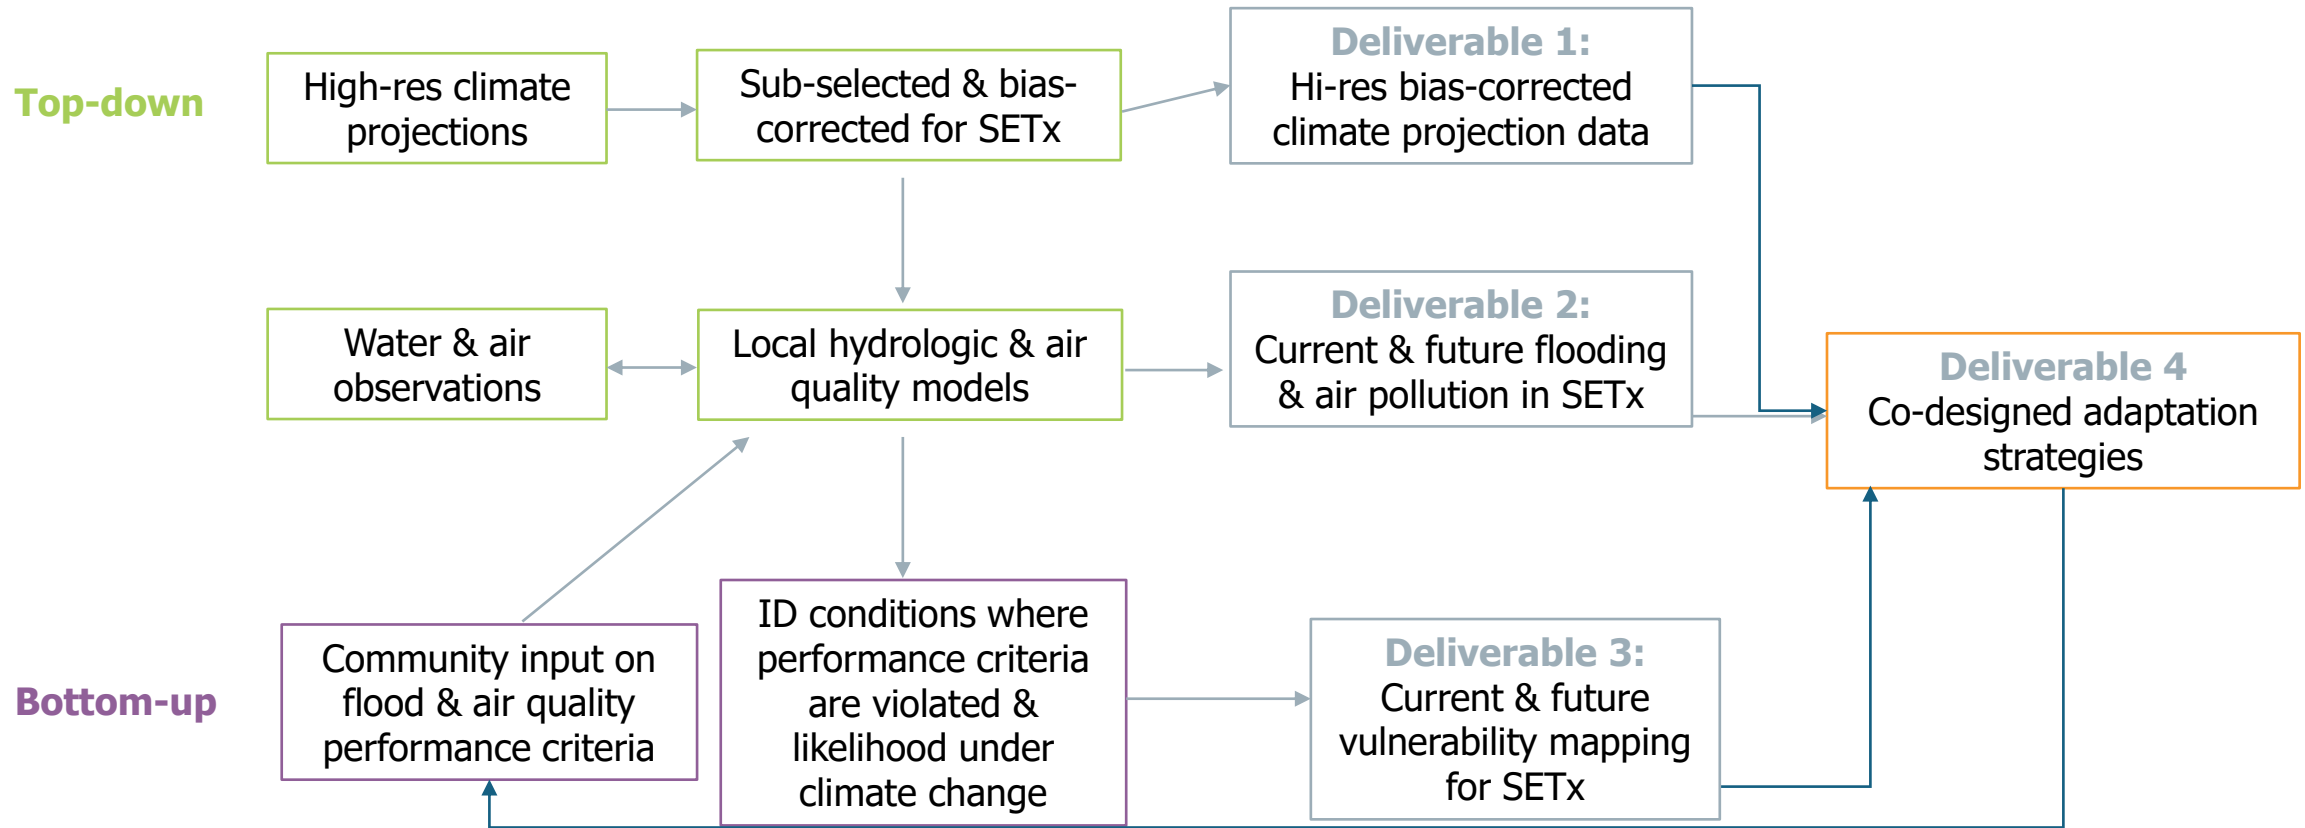 Top-down
High-res climate
projections
Sub-selected & bias-
corrected for SETx
Deliverable 1:
Hi-res bias-corrected
climate projection data
Water & air
observations
Local hydrologic & air
quality models
Deliverable 2:
Current & future flooding
& air pollution in SETx
Deliverable 4
Co-designed adaptation
strategies
Bottom-up
Community input on
flood & air quality
performance criteria
ID conditions where
performance criteria
are violated &
likelihood under
climate change
Deliverable 3:
Current & future
vulnerability mapping
for SETx